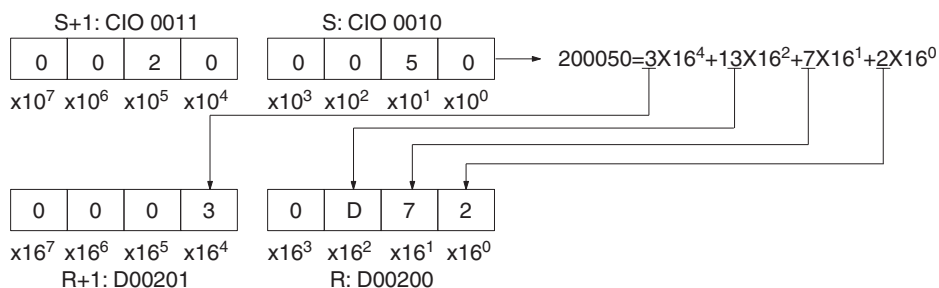 S+1: CIO 0011 S: CIO 0010
0 0 2 0 0 0 5 0 200050=3X16⁴+13X16²+7X16¹+2X16⁰
x10⁷ x10⁶ x10⁵ x10⁴ x10³ x10² x10¹ x10⁰
0 0 0 3 0 D 7 2
x16⁷ x16⁶ x16⁵ x16⁴ x16³ x16² x16¹ x16⁰
R+1: D00201 R: D00200